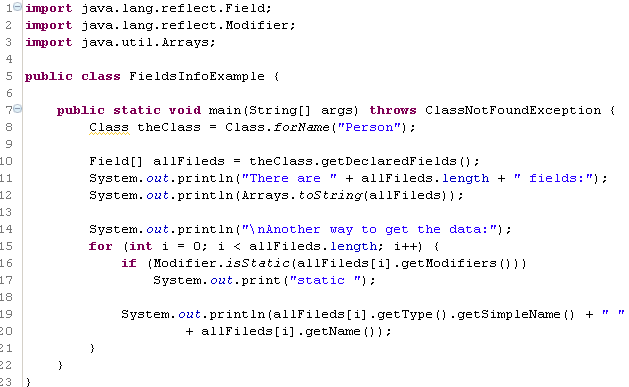 1 import java.lang.reflect.Field;
2 import java.lang.reflect.Modifier;
3 import java.util.Arrays;
4
5 public class FieldsInfoExample {
6
7     public static void main(String[] args) throws ClassNotFoundException {
8         Class theClass = Class.forName("Person");
9
10         Field[] allFileds = theClass.getDeclaredFields();
11         System.out.println("There are " + allFileds.length + " fields:");
12         System.out.println(Arrays.toString(allFileds));
13
14         System.out.println("\nAnother way to get the data:");
15         for (int i = 0; i < allFileds.length; i++) {
16             if (Modifier.isStatic(allFileds[i].getModifiers()))
17                 System.out.print("static ");
18
19             System.out.println(allFileds[i].getType().getSimpleName() + " "
20                     + allFileds[i].getName());
21         }
22     }
23 }